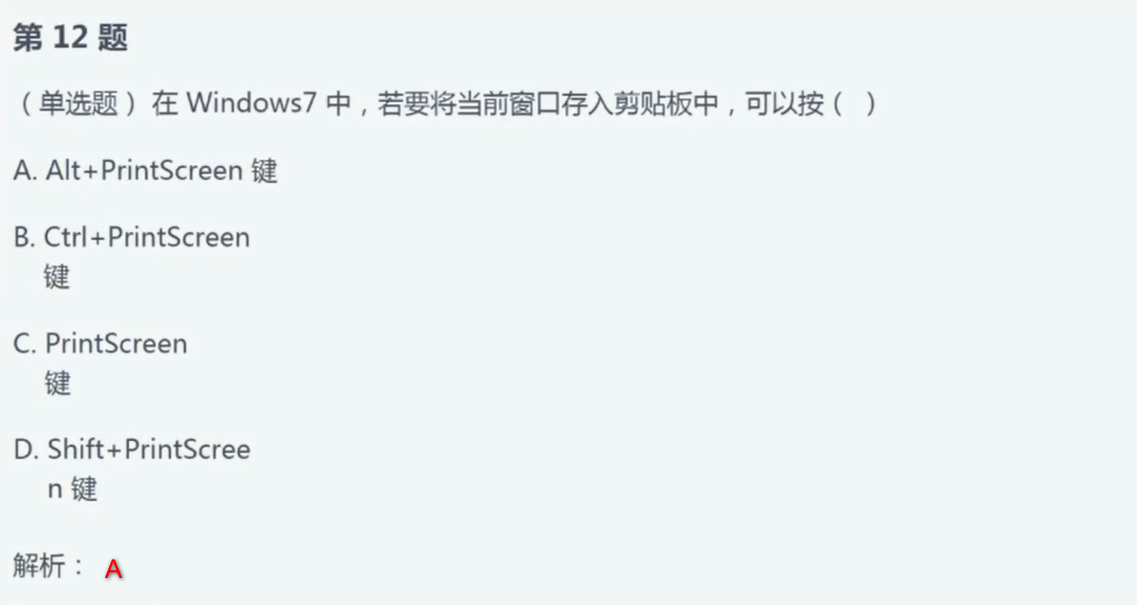 第 12 题
（单选题）在 Windows7 中，若要将当前窗口存入剪贴板中，可以按（ ）
A. Alt+PrintScreen 键
B. Ctrl+PrintScreen
键
C. PrintScreen
键
D. Shift+PrintScree
n 键
解析： A